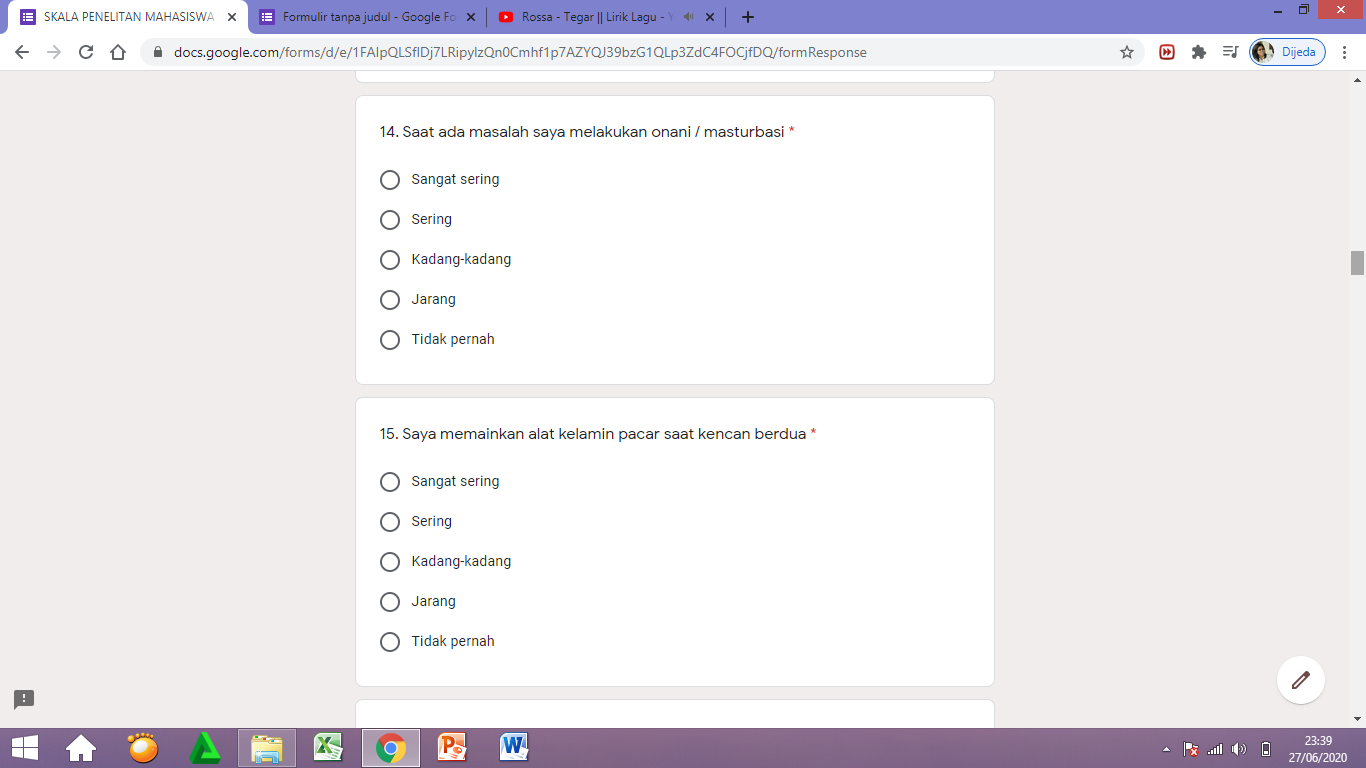 SKALA PENELITAN MAHASISWA
Formulir tanpa judul - Google Fo
Rossa - Tegar || Lirik Lagu - Y
docs.google.com/forms/d/e/1FAIpQLSfIDj7LRipyIzQn0Cmhf1p7AZYQJ39bzG1QLp3ZdC4FOCjfDQ/formResponse
Dijeda
14. Saat ada masalah saya melakukan onani / masturbasi *
Sangat sering
Sering
Kadang-kadang
Jarang
Tidak pernah
15. Saya memainkan alat kelamin pacar saat kencan berdua *
Sangat sering
Sering
Kadang-kadang
Jarang
Tidak pernah
23:39
27/06/2020